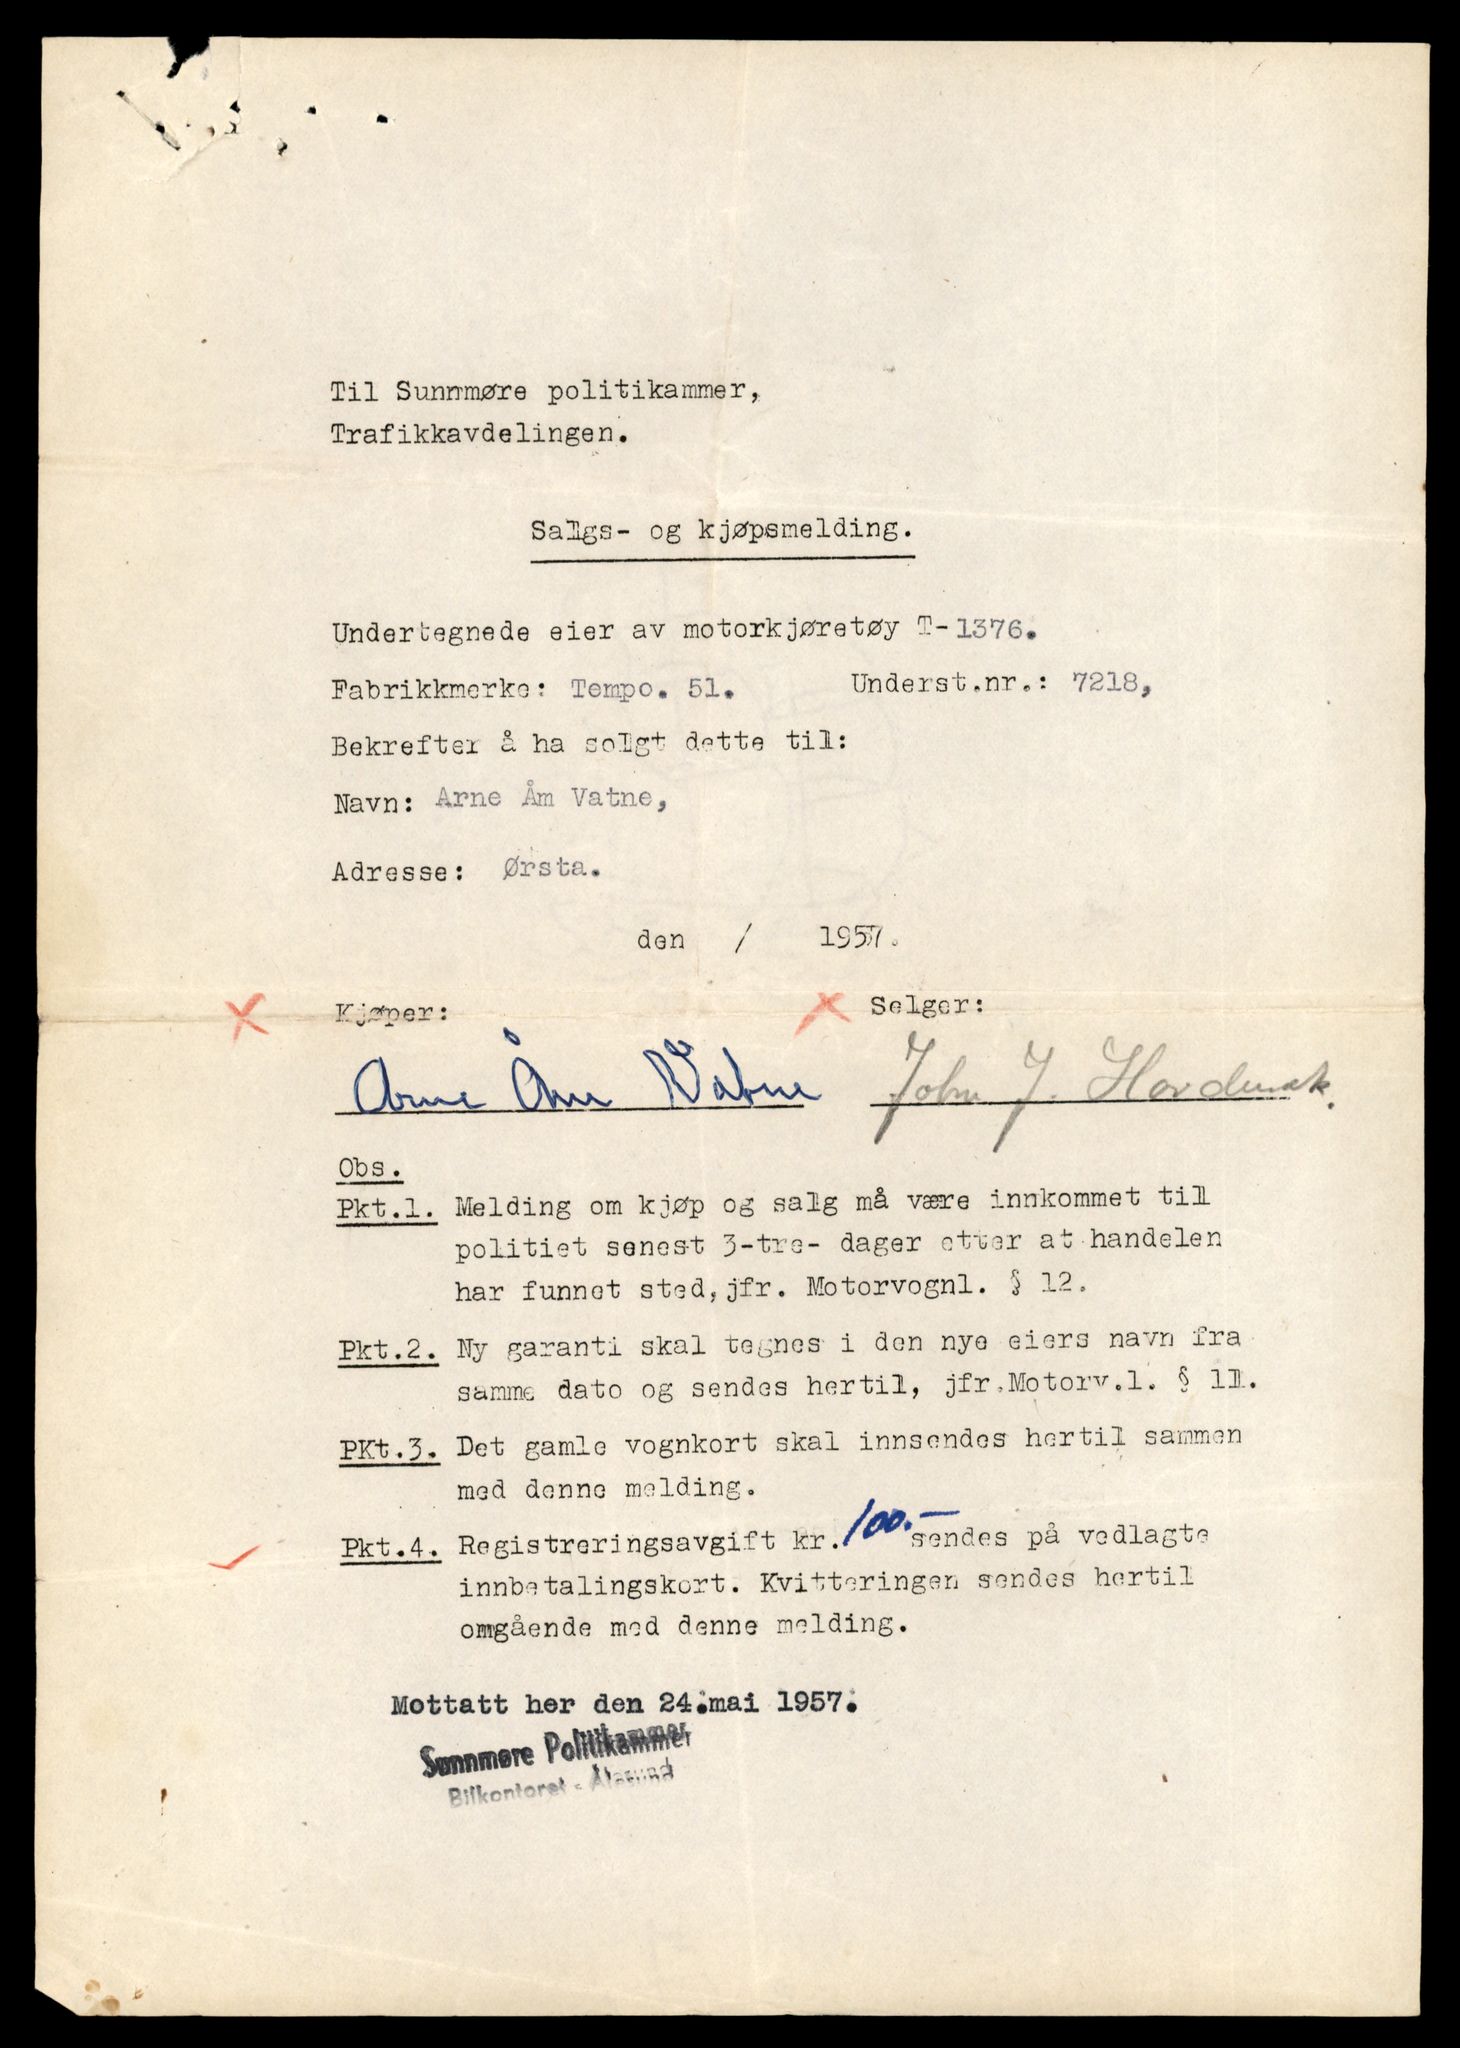 Til Sunnmøre politikammer,
Trafikkavdelingen.
Salgs- og kjøpsmelding.
Undertegnede eier av motorkjøretøy T-1376.
Fabrikkmerke: Tempo. 51. Underst.nr.: 7218,
Bekrefter å ha solgt dette til:
Navn: Arne Åm Vatne,
Adresse: Ørsta.
den / 1957.
Kjøper: Selger:
Arne Åm Vatne John J. Hovdenak.
Obs.
Pkt.1. Melding om kjøp og salg må være innkommet til
politiet senest 3-tre- dager etter at handelen
har funnet sted, jfr. Motorvognl. § 12.
Pkt.2. Ny garanti skal tegnes i den nye eiers navn fra
samme dato og sendes hertil, jfr. Motorv.l. § 11.
PKt.3. Det gamle vognkort skal innsendes hertil sammen
med denne melding.
Pkt.4. Registreringsavgift kr. 100.- sendes på vedlagte
innbetalingskort. Kvitteringen sendes hertil
omgående med denne melding.
Mottatt her den 24.mai 1957.
Sunnmøre Politikammer
Bilkontoret - Ålesund